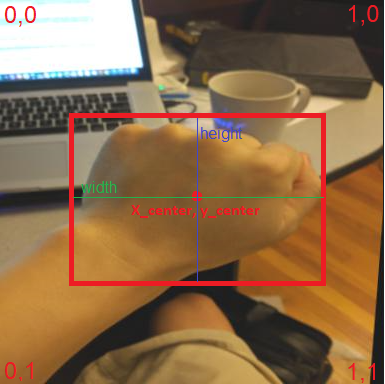 0,0
1,0
height
width
X_center, y_center
0,1
1,1